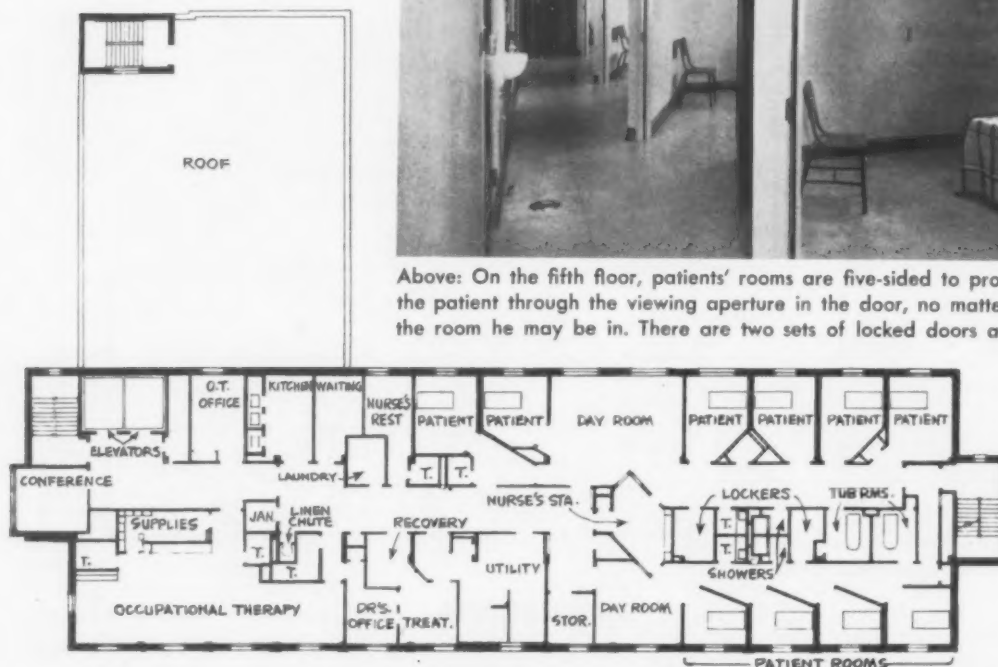 ROOF
Above: On the fifth floor, patients' rooms are five-sided to pro
the patient through the viewing aperture in the door, no matte
the room he may be in. There are two sets of locked doors a
O.T. OFFICE
KITCHEN
WAITING
NURSE'S REST
PATIENT
PATIENT
DAY ROOM
PATIENT
PATIENT
PATIENT
PATIENT
ELEVATORS
CONFERENCE
LAUNDRY
T.
T.
NURSE'S STA.
LOCKERS
TUB RMS.
SUPPLIES
JAN.
LINEN CHUTE
RECOVERY
T.
T.
T.
T.
T.
UTILITY
SHOWERS
OCCUPATIONAL THERAPY
DR'S. OFFICE
TREAT.
STOR.
DAY ROOM
PATIENT ROOMS